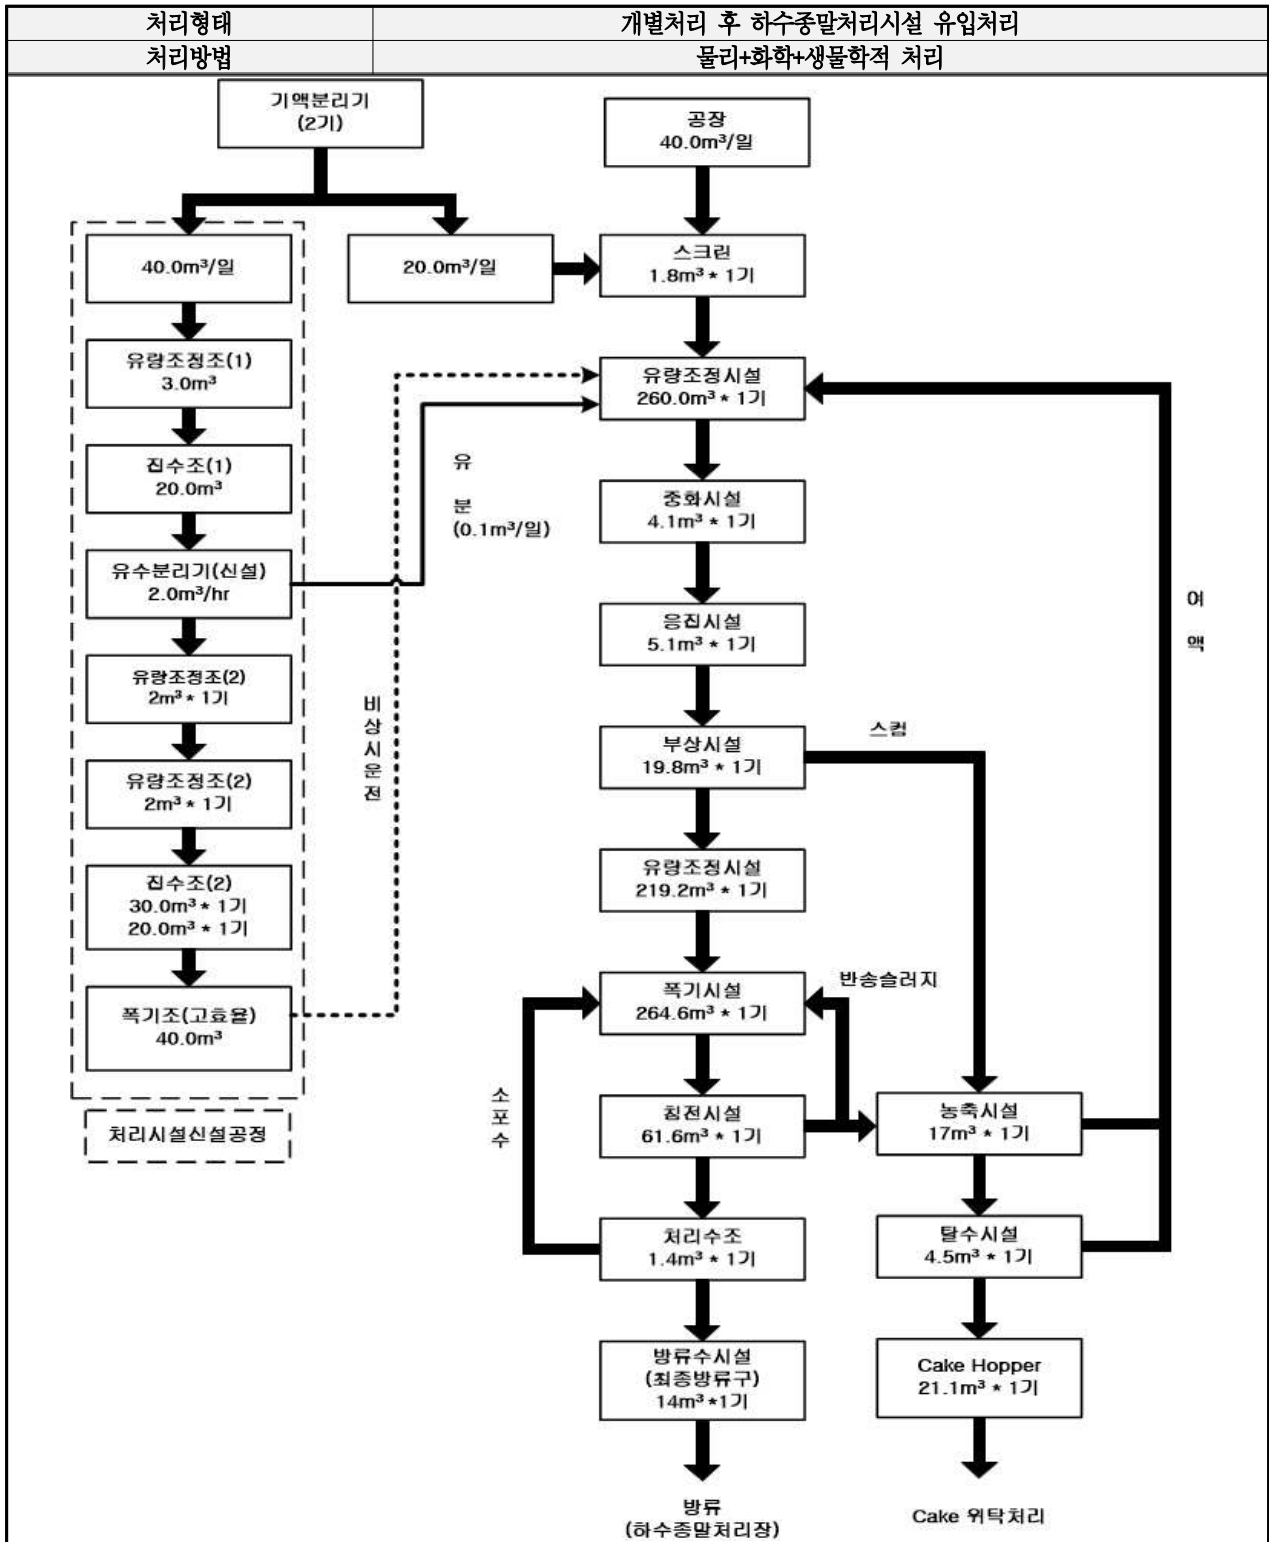 처리형태
개별처리 후 하수종말처리시설 유입처리
처리방법
물리+화학+생물학적 처리
기액분리기
(2기)
40.0m³/일
유량조정조(1)
3.0m³
집수조(1)
20.0m³
유수분리기(신설)
2.0m³/hr
유량조정조(2)
2m³ * 1기
유량조정조(2)
2m³ * 1기
집수조(2)
30.0m³ * 1기
20.0m³ * 1기
폭기조(고효율)
40.0m³
처리시설신설공정
20.0m³/일
유
분
(0.1m³/일)
비
상
시
운
전
공장
40.0m³/일
스크린
1.8m³ * 1기
유량조정시설
260.0m³ * 1기
중화시설
4.1m³ * 1기
응집시설
5.1m³ * 1기
부상시설
19.8m³ * 1기
스컴
유량조정시설
219.2m³ * 1기
폭기시설
264.6m³ * 1기
반송슬러지
침전시설
61.6m³ * 1기
소
포
수
처리수조
1.4m³ * 1기
방류수시설
(최종방류구)
14m³ *1기
방류
(하수종말처리장)
농축시설
17m³ * 1기
탈수시설
4.5m³ * 1기
Cake Hopper
21.1m³ * 1기
Cake 위탁처리
여
액